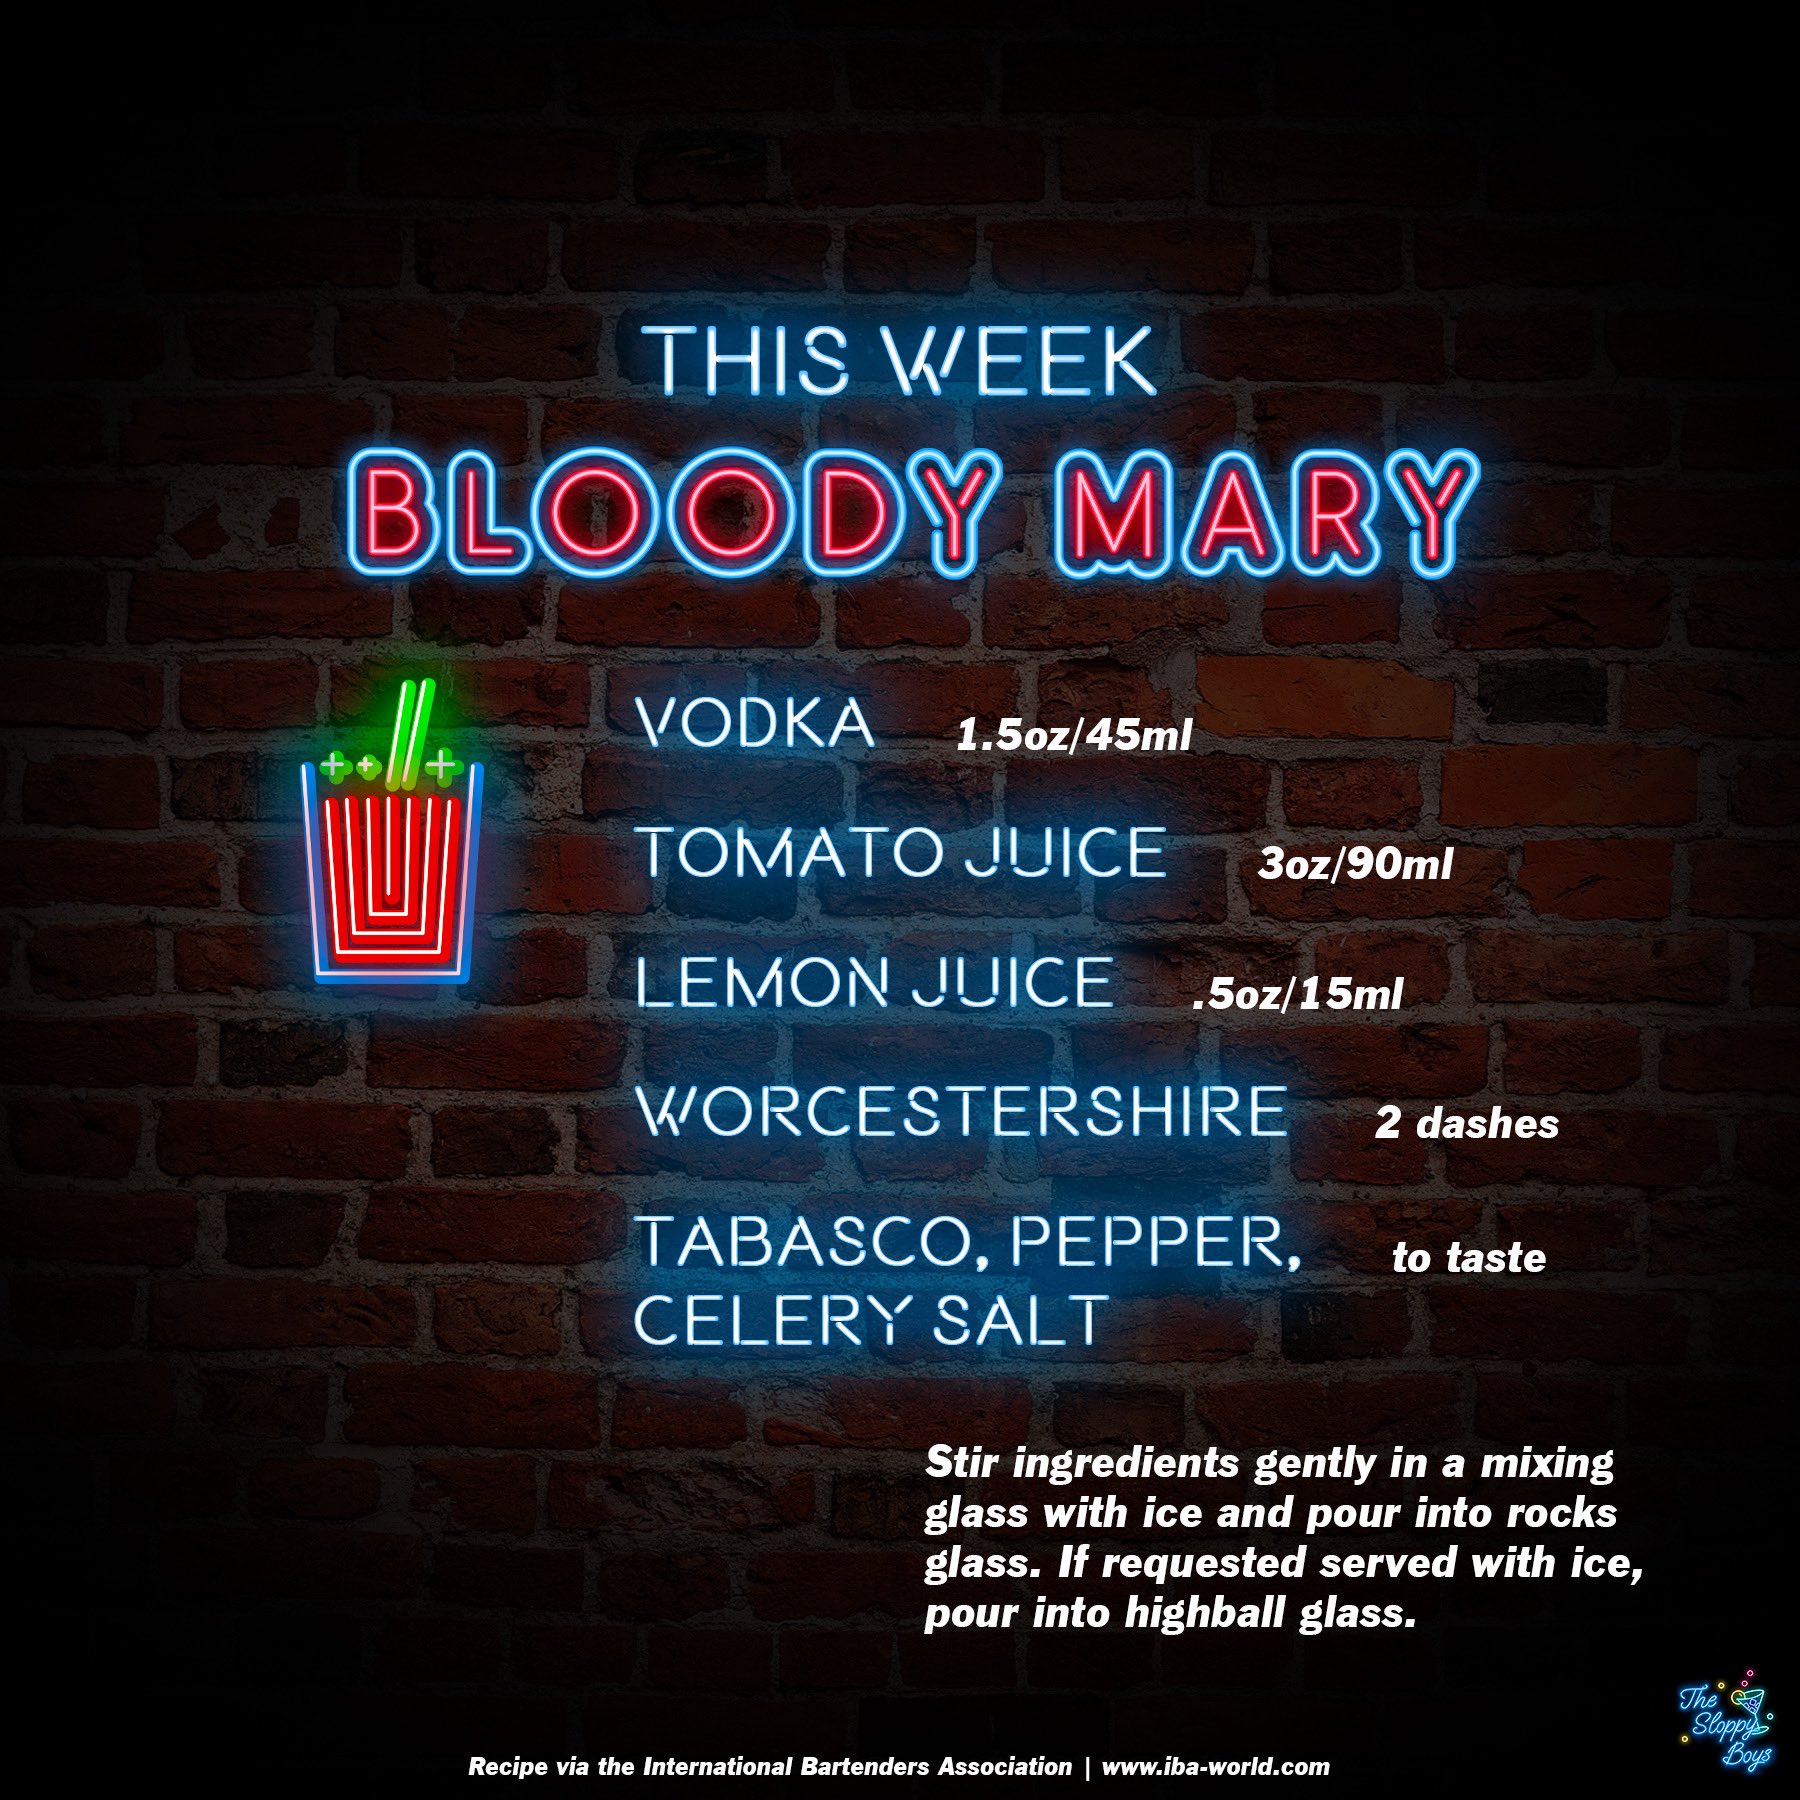 THIS WEEK
BLOODY MARY
VODKA 1.5oz/45ml
TOMATO JUICE 3oz/90ml
LEMON JUICE .5oz/15ml
WORCESTERSHIRE 2 dashes
TABASCO, PEPPER, to taste
CELERY SALT
Stir ingredients gently in a mixing
glass with ice and pour into rocks
glass. If requested served with ice,
pour into highball glass.
The
Sloppy
Boys
Recipe via the International Bartenders Association | www.iba-world.com